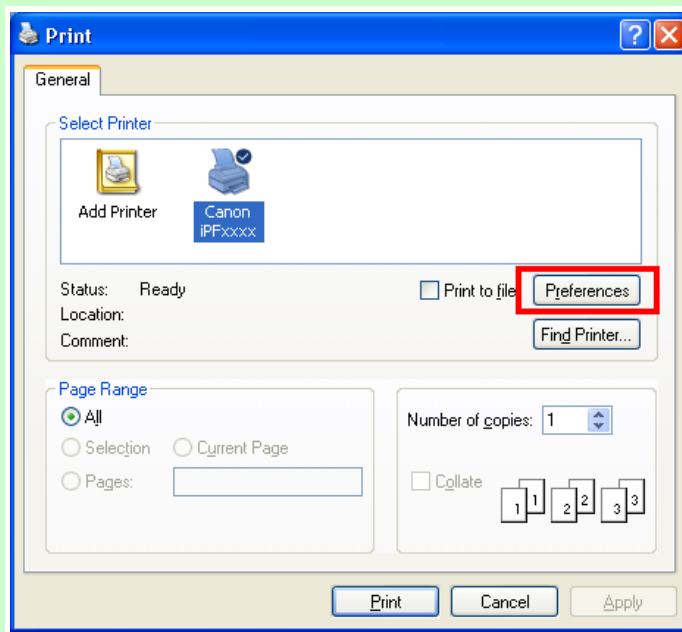 Print
General
Select Printer
Add Printer
Canon
iPFxxxx
Status: Ready
Print to file
Preferences
Location:
Comment:
Find Printer...
Page Range
All
Selection
Current Page
Pages:
Number of copies: 1
Collate
1 1 2 2 3 3
Print
Cancel
Apply